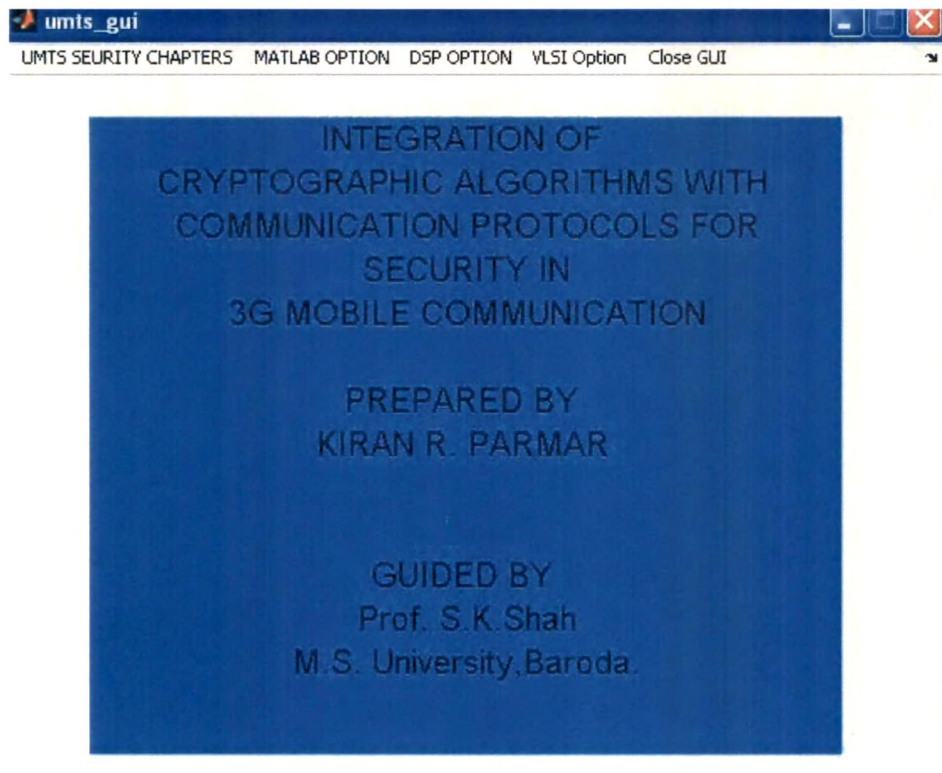 umts_gui
UMTS SEURITY CHAPTERS MATLAB OPTION DSP OPTION VLSI Option Close GUI
INTEGRATION OF
CRYPTOGRAPHIC ALGORITHMS WITH
COMMUNICATION PROTOCOLS FOR
SECURITY IN
3G MOBILE COMMUNICATION
PREPARED BY
KIRAN R. PARMAR
GUIDED BY
Prof. S.K.Shah
M.S. University,Baroda.